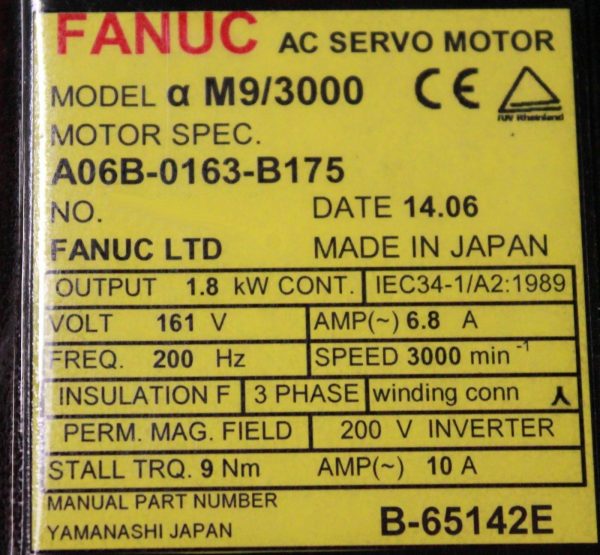 FANUC AC SERVO MOTOR
MODEL α M9/3000 CE
TUV Rheinland
MOTOR SPEC.
A06B-0163-B175
NO. DATE 14.06
FANUC LTD MADE IN JAPAN
OUTPUT 1.8 kW CONT. IEC34-1/A2:1989
VOLT 161 V AMP(~) 6.8 A
FREQ. 200 Hz SPEED 3000 min -1
INSULATION F 3 PHASE winding conn
PERM. MAG. FIELD 200 V INVERTER
STALL TRQ. 9 Nm AMP(~) 10 A
MANUAL PART NUMBER
YAMANASHI JAPAN B-65142E